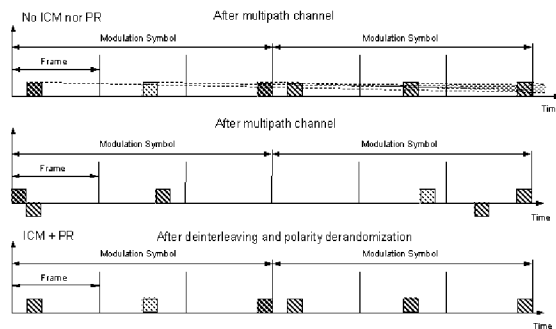 No ICM nor PR
After multipath channel
Modulation Symbol
Modulation Symbol
Frame
Time
After multipath channel
Modulation Symbol
Modulation Symbol
Frame
Time
ICM + PR
After deinterleaving and polarity derandomization
Modulation Symbol
Modulation Symbol
Frame
Time